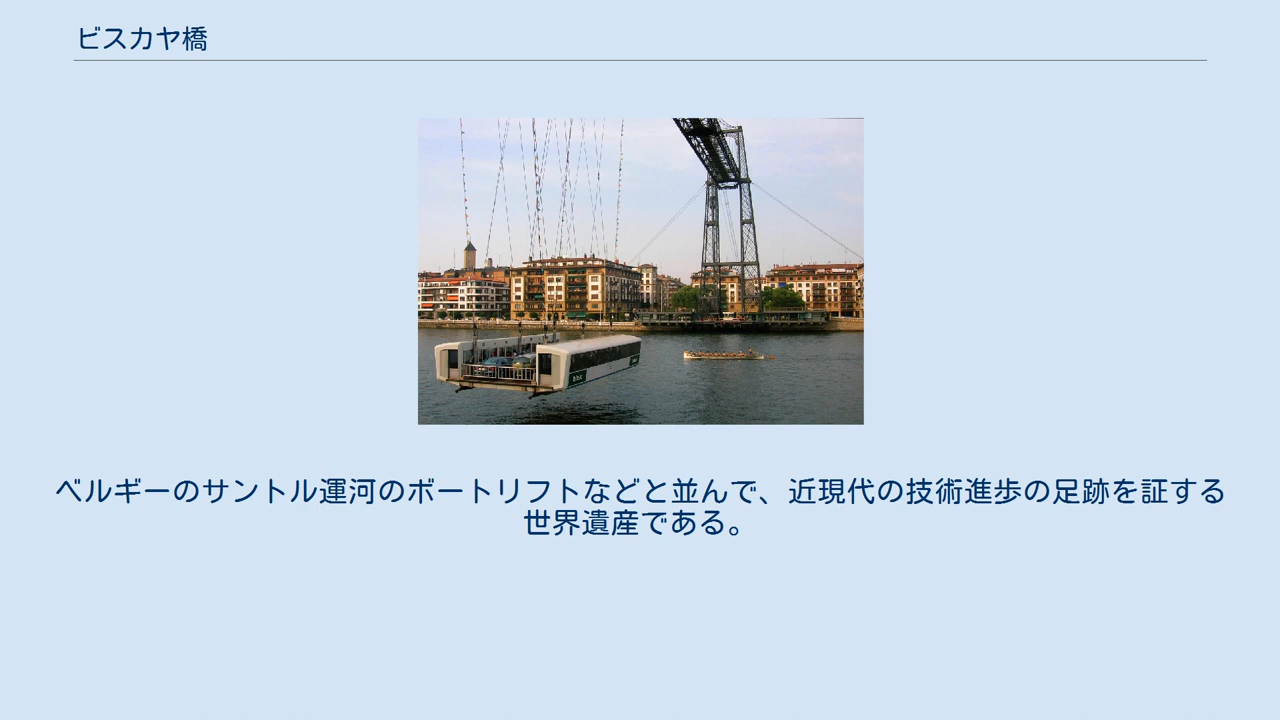 ビスカヤ橋
ベルギーのサントル運河のボートリフトなどと並んで、近現代の技術進歩の足跡を証する
世界遺産である。